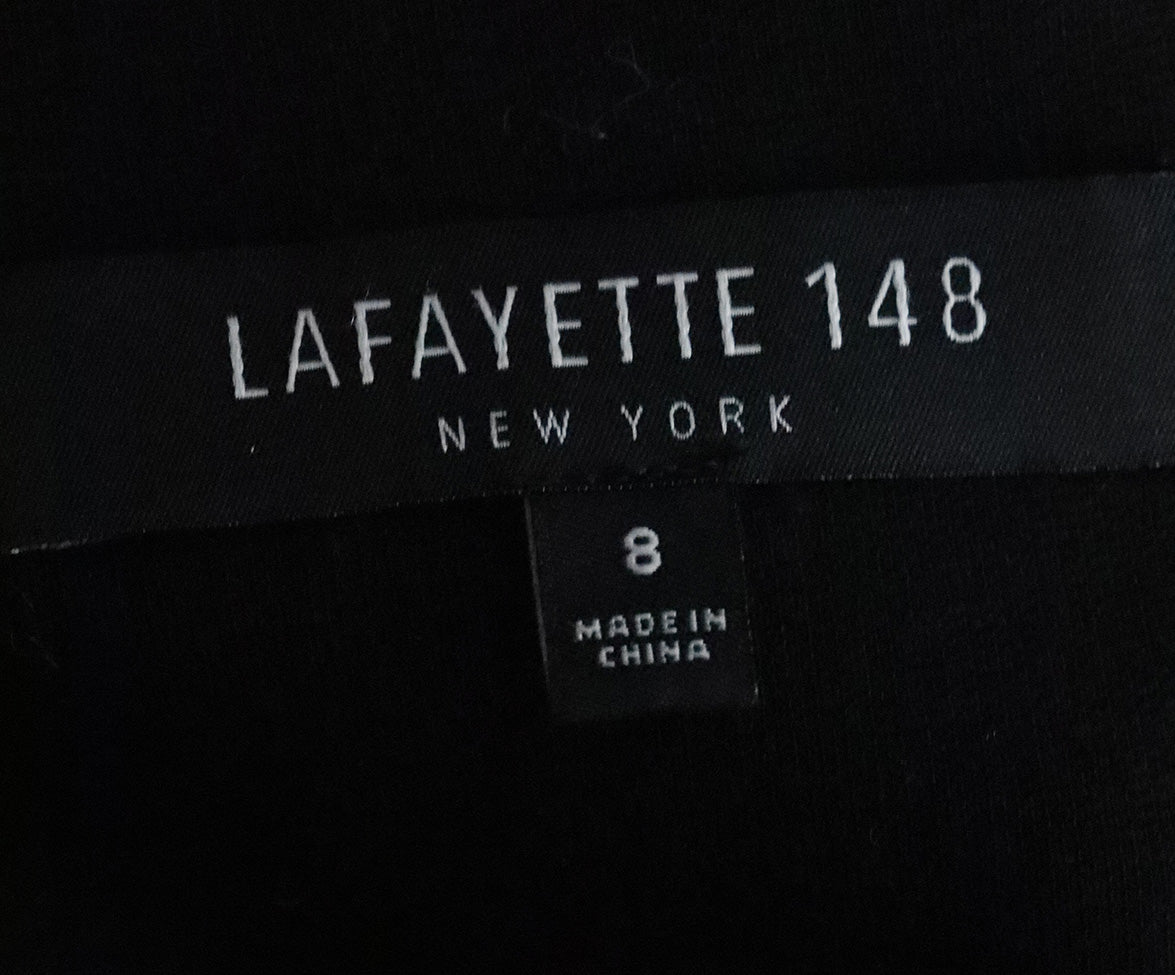 LAFAYETTE 148
NEW YORK
8
MADE IN
CHINA